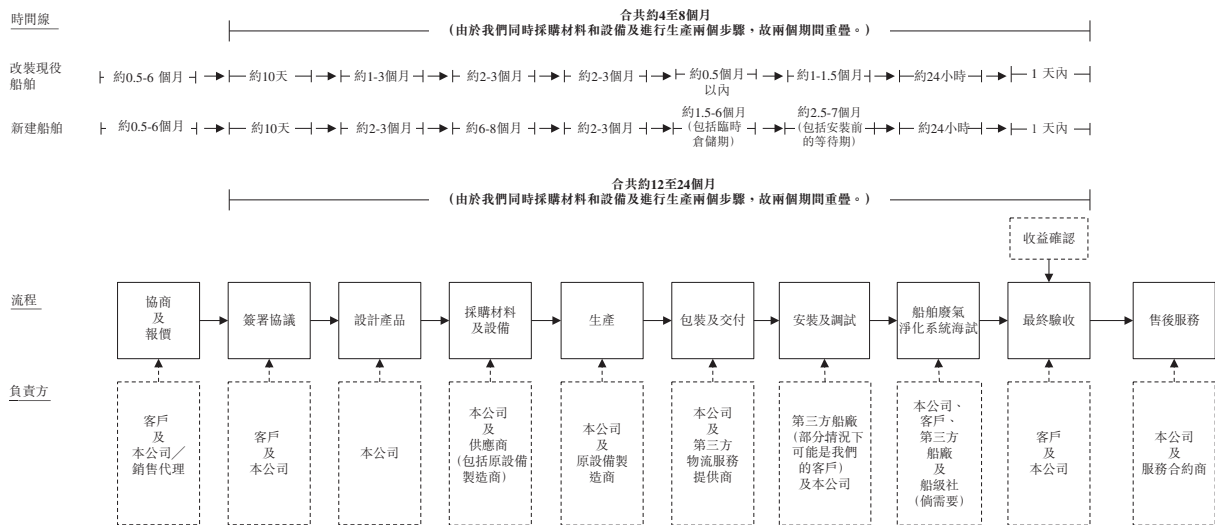 時間線
合共約4至8個月
(由於我們同時採購材料和設備及進行生產兩個步驟，故兩個期間重疊。)
改裝現役
船舶
約0.5-6 個月
約10天
約1-3個月
約2-3個月
約2-3個月
約0.5個月
以內
約1-1.5個月
約24小時
1 天內
新建船舶
約0.5-6個月
約10天
約2-3個月
約6-8個月
約2-3個月
約1.5-6個月
(包括臨時
倉儲期)
約2.5-7個月
(包括安裝前
的等待期)
約24小時
1 天內
合共約12至24個月
(由於我們同時採購材料和設備及進行生產兩個步驟，故兩個期間重疊。)
收益確認
流程
協商
及
報價
簽署協議
設計產品
採購材料
及設備
生產
包裝及交付
安裝及調試
船舶廢氣
淨化系統海試
最終驗收
售後服務
負責方
客戶
及
本公司／
銷售代理
客戶
及
本公司
本公司
本公司
及
供應商
(包括原設備
製造商)
本公司
及
原設備製
造商
本公司
及
第三方
物流服務
提供商
第三方船廠
(部分情況下
可能是我們
的客戶)
及本公司
本公司、
客戶、
第三方
船廠
及
船級社
(倘需要)
客戶
及
本公司
本公司
及
服務合約商